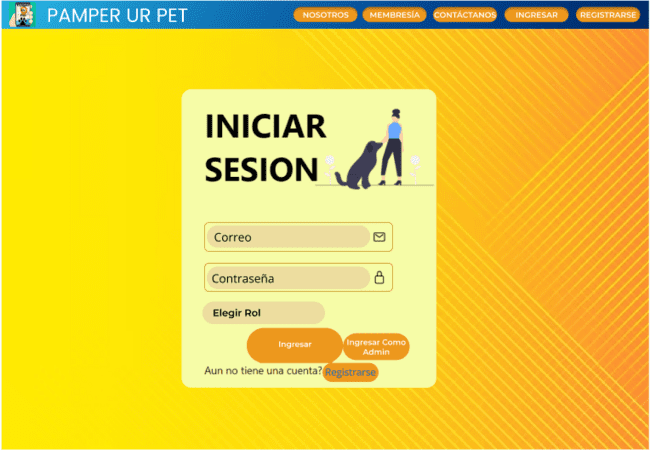 PAMPER UR PET
NOSOTROS
MEMBRESÍA
CONTÁCTANOS
INGRESAR
REGISTRARSE
INICIAR
SESION
Correo
Contraseña
Elegir Rol
Ingresar
Ingresar Como
Admin
Aun no tiene una cuenta? Registrarse